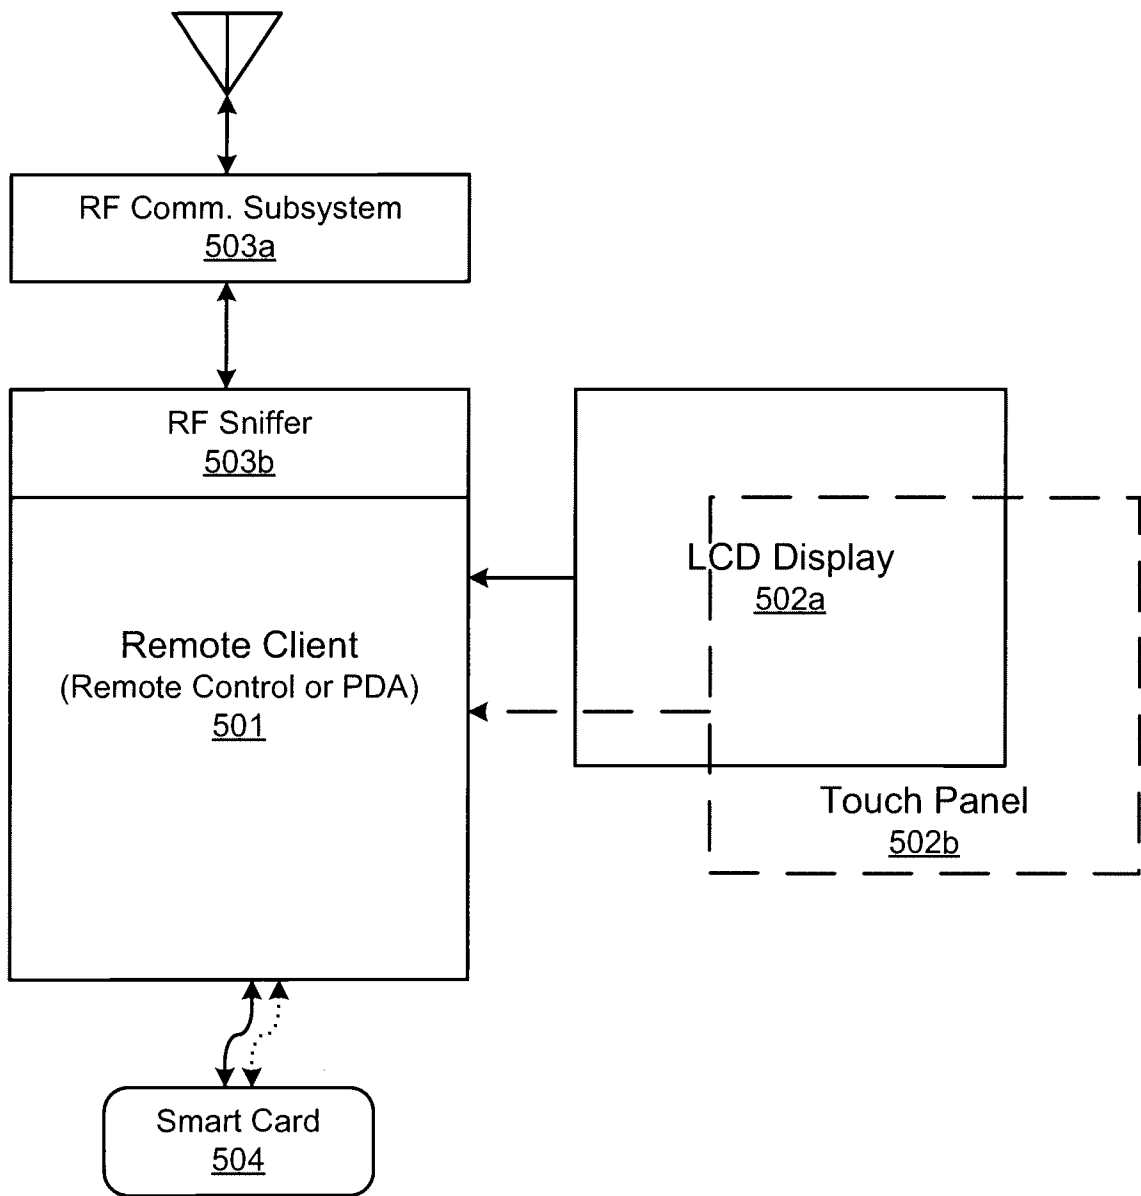 RF Comm. Subsystem
503a
RF Sniffer
503b
LCD Display
502a
Remote Client
(Remote Control or PDA)
501
Touch Panel
502b
Smart Card
504